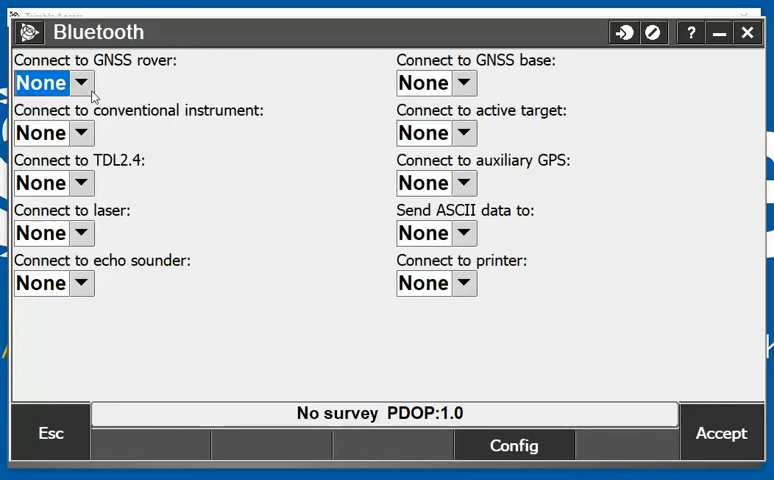 Bluetooth
?
Connect to GNSS rover:
None
Connect to GNSS base:
None
Connect to conventional instrument:
None
Connect to active target:
None
Connect to TDL2.4:
None
Connect to auxiliary GPS:
None
Connect to laser:
None
Send ASCII data to:
None
Connect to echo sounder:
None
Connect to printer:
None
No survey PDOP:1.0
Esc
Config
Accept